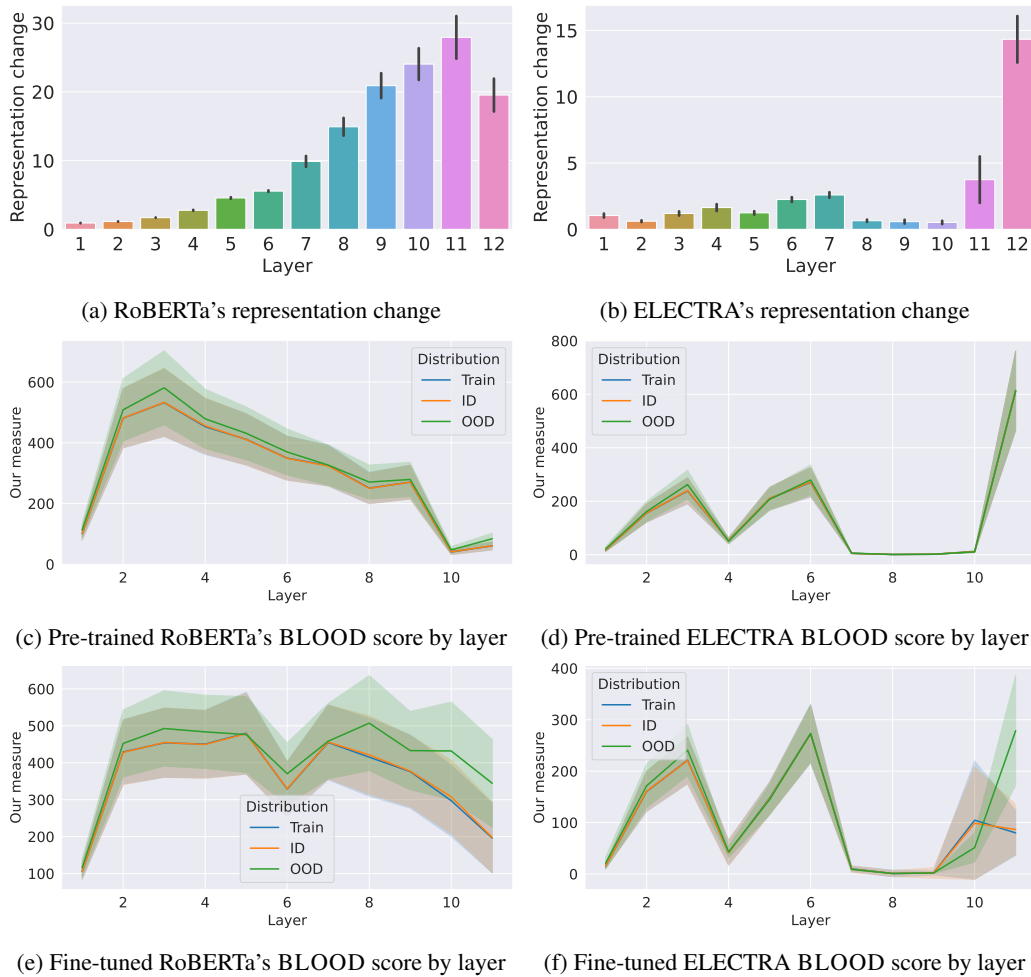 Representation change
30
20
10
0
1 2 3 4 5 6 7 8 9 10 11 12
Layer
(a) RoBERTa's representation change
Representation change
15
10
5
0
1 2 3 4 5 6 7 8 9 10 11 12
Layer
(b) ELECTRA's representation change
Our measure
600
400
200
0
2 4 6 8 10
Layer
Distribution
Train
ID
OOD
(c) Pre-trained RoBERTa's BLOOD score by layer
Our measure
800
600
400
200
0
2 4 6 8 10
Layer
Distribution
Train
ID
OOD
(d) Pre-trained ELECTRA BLOOD score by layer
Our measure
600
500
400
300
200
100
2 4 6 8 10
Layer
Distribution
Train
ID
OOD
(e) Fine-tuned RoBERTa's BLOOD score by layer
Our measure
400
300
200
100
0
2 4 6 8 10
Layer
Distribution
Train
ID
OOD
(f) Fine-tuned ELECTRA BLOOD score by layer